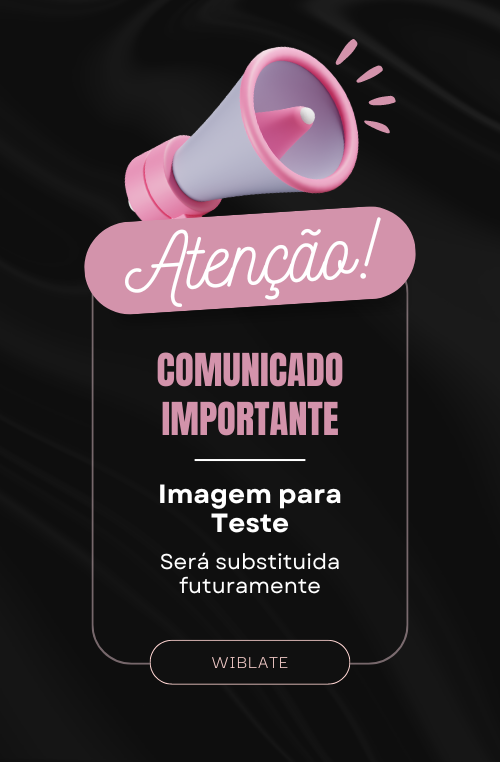 Atenção!
COMUNICADO
IMPORTANTE
Imagem para
Teste
Será substituida
futuramente
WIBLATE